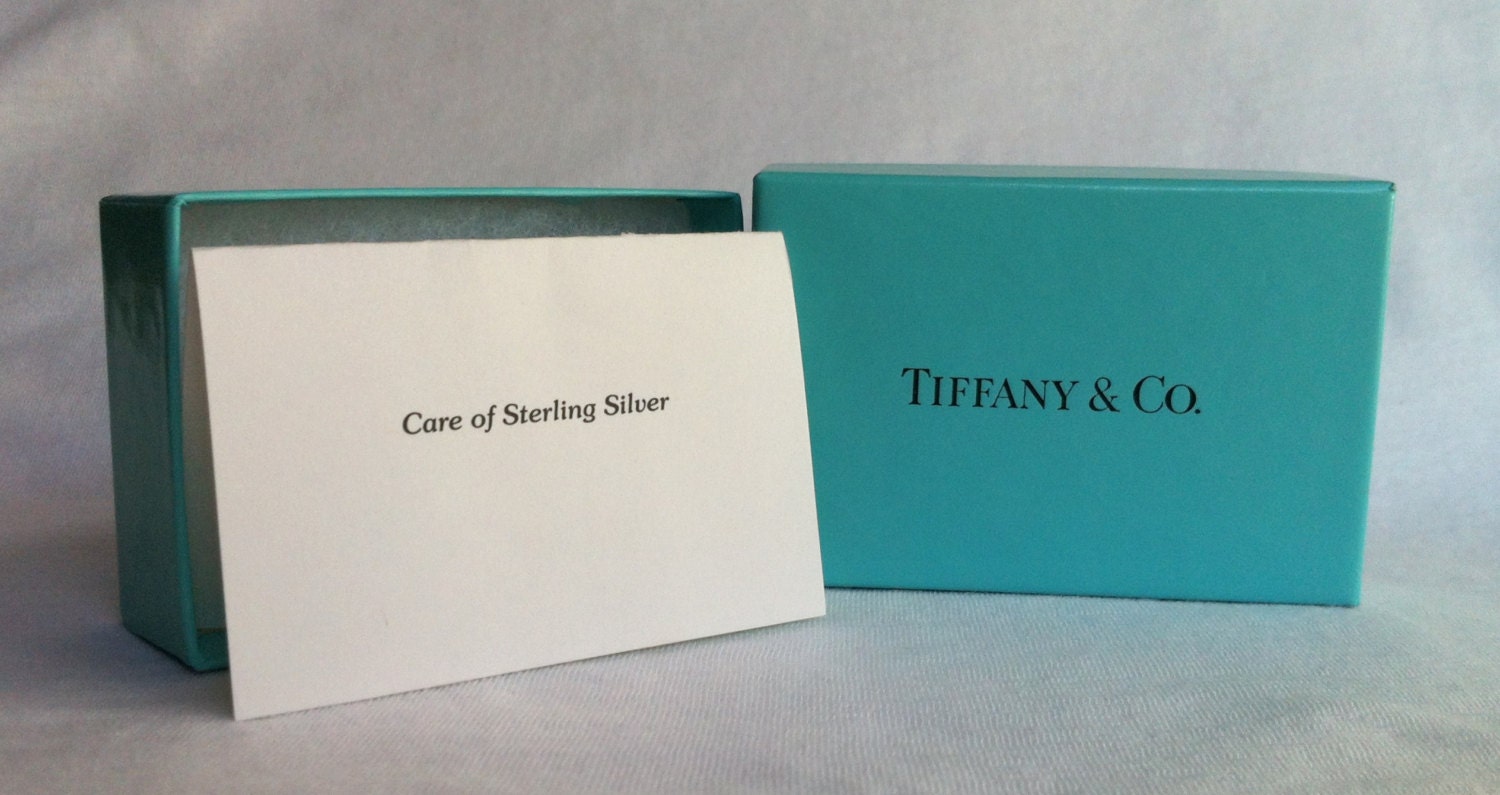 Care of Sterling Silver
TIFFANY & CO.